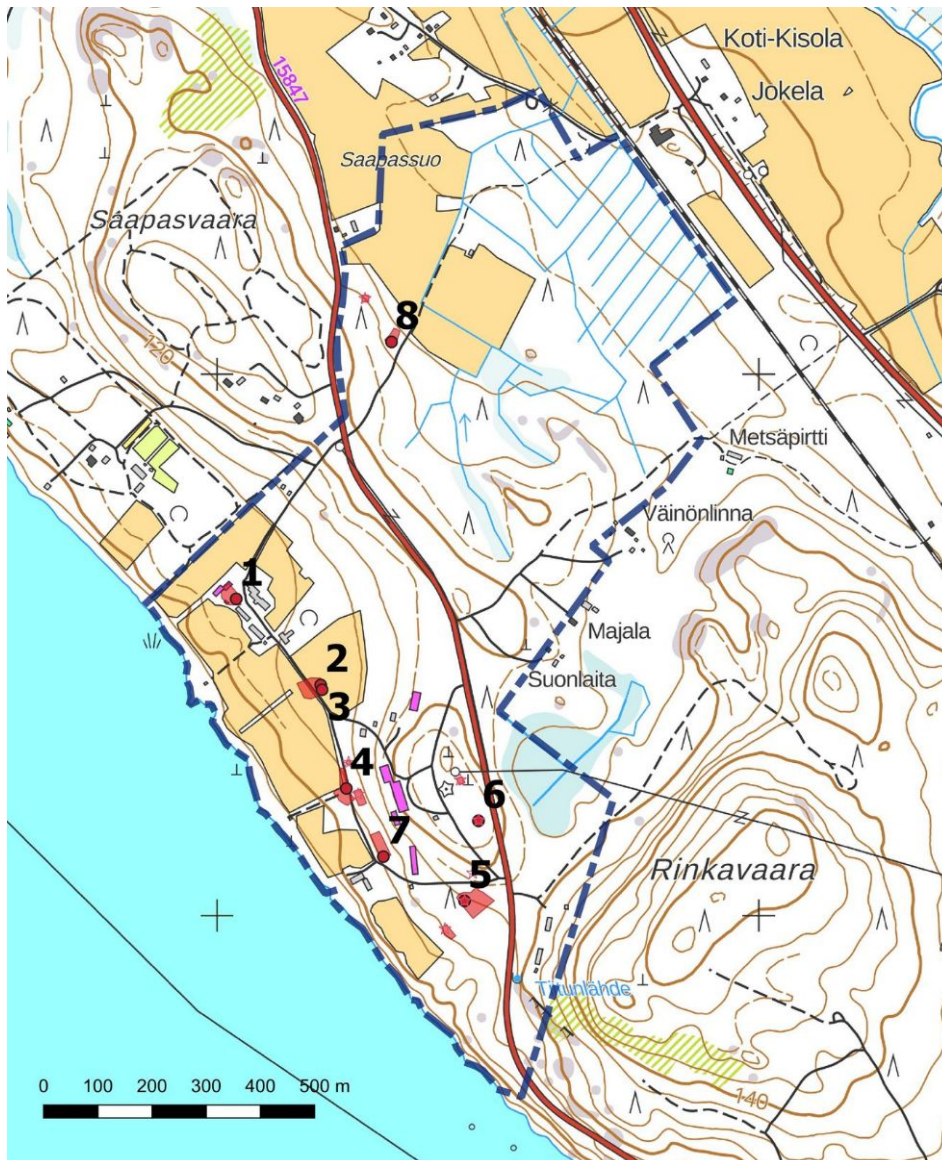 Koti-Kisola
Jokela
15847
Saapassuo
Saapasvaara
8
120
Metsäpirtti
Väinönlinna
1
Majala
2
Suonlaita
3
4
6
7
5
Rinkavaara
Tiitunlähde
0 100 200 300 400 500 m
140